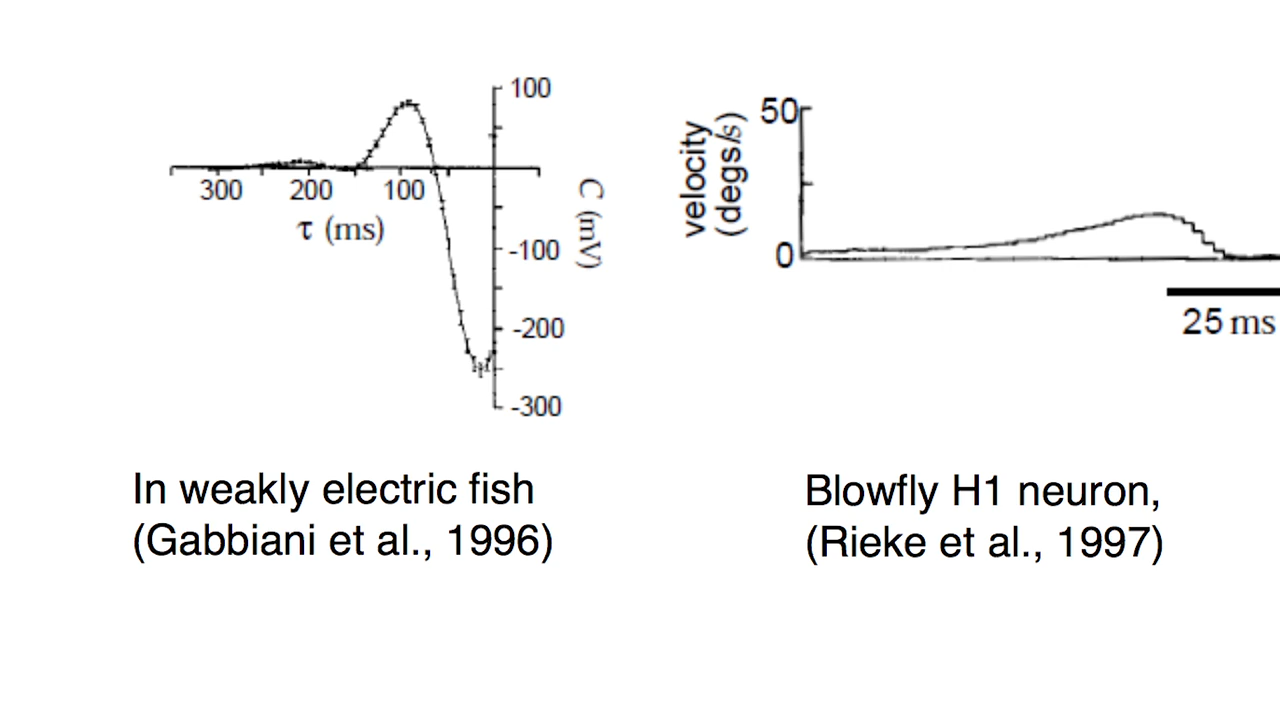 100
300 200 100
τ (ms)
C (mV)
-100
-200
-300
In weakly electric fish
(Gabbiani et al., 1996)
velocity
(degs/s)
50
0
25 ms
Blowfly H1 neuron,
(Rieke et al., 1997)